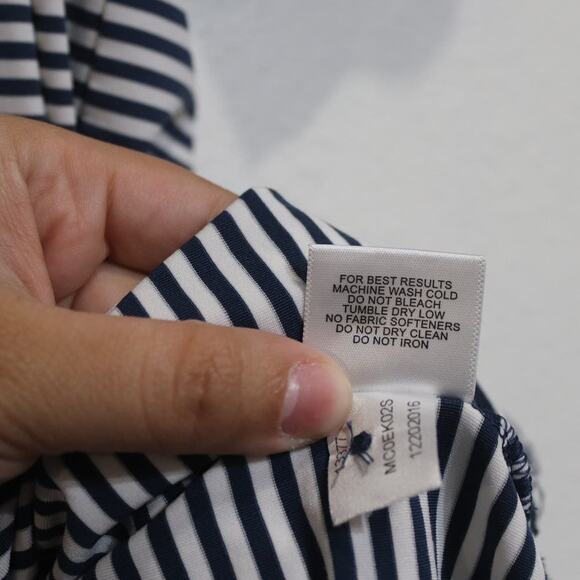 FOR BEST RESULTS
MACHINE WASH COLD
DO NOT BLEACH
TUMBLE DRY LOW
NO FABRIC SOFTENERS
DO NOT DRY CLEAN
DO NOT IRON
MC0EK02S
12202016